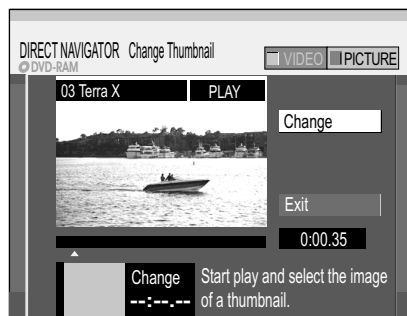 DIRECT NAVIGATOR Change Thumbnail
DVD-RAM
VIDEO PICTURE
03 Terra X PLAY
Change
Exit
0:00.35
Change Start play and select the image
--:--.-- of a thumbnail.